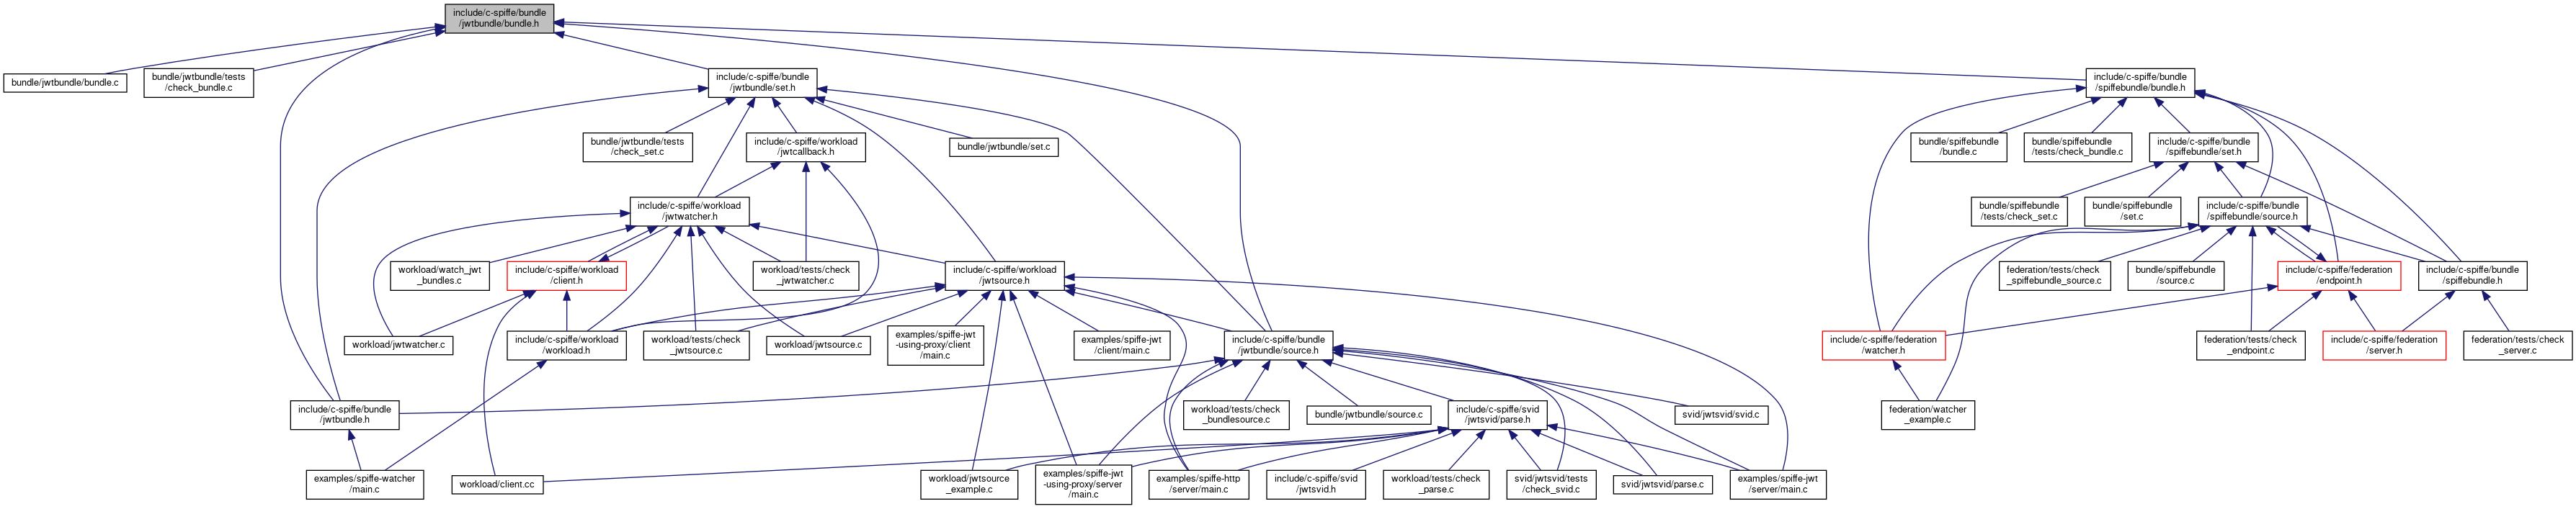 include/c-spiffe/bundle
/jwtbundle/bundle.h
bundle/jwtbundle/bundle.c
bundle/jwtbundle/tests
/check_bundle.c
include/c-spiffe/bundle
/jwtbundle/set.h
include/c-spiffe/bundle
/spiffebundle/bundle.h
bundle/jwtbundle/tests
/check_set.c
include/c-spiffe/workload
/jwtcallback.h
bundle/jwtbundle/set.c
bundle/spiffebundle
/bundle.c
bundle/spiffebundle
/tests/check_bundle.c
include/c-spiffe/bundle
/spiffebundle/set.h
include/c-spiffe/workload
/jwtwatcher.h
bundle/spiffebundle
/tests/check_set.c
bundle/spiffebundle
/set.c
include/c-spiffe/bundle
/spiffebundle/source.h
workload/watch_jwt
_bundles.c
include/c-spiffe/workload
/client.h
workload/tests/check
_jwtwatcher.c
include/c-spiffe/workload
/jwtsource.h
federation/tests/check
_spiffebundle_source.c
bundle/spiffebundle
/source.c
include/c-spiffe/federation
/endpoint.h
include/c-spiffe/bundle
/spiffebundle.h
workload/jwtwatcher.c
include/c-spiffe/workload
/workload.h
workload/tests/check
_jwtsource.c
workload/jwtsource.c
examples/spiffe-jwt
-using-proxy/client
/main.c
examples/spiffe-jwt
/client/main.c
include/c-spiffe/bundle
/jwtbundle/source.h
include/c-spiffe/federation
/watcher.h
federation/tests/check
_endpoint.c
include/c-spiffe/federation
/server.h
federation/tests/check
_server.c
include/c-spiffe/bundle
/jwtbundle.h
workload/tests/check
_bundlesource.c
bundle/jwtbundle/source.c
include/c-spiffe/svid
/jwtsvid/parse.h
svid/jwtsvid/svid.c
federation/watcher
_example.c
examples/spiffe-watcher
/main.c
workload/client.cc
workload/jwtsource
_example.c
examples/spiffe-jwt
-using-proxy/server
/main.c
examples/spiffe-http
/server/main.c
include/c-spiffe/svid
/jwtsvid.h
workload/tests/check
_parse.c
svid/jwtsvid/tests
/check_svid.c
svid/jwtsvid/parse.c
examples/spiffe-jwt
/server/main.c